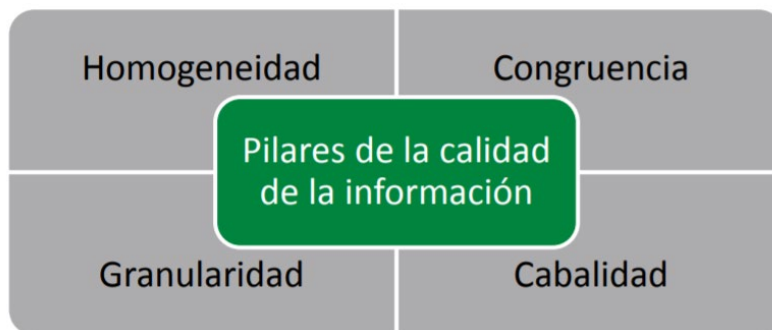 Homogeneidad
Congruencia
Pilares de la calidad
de la información
Granularidad
Cabalidad